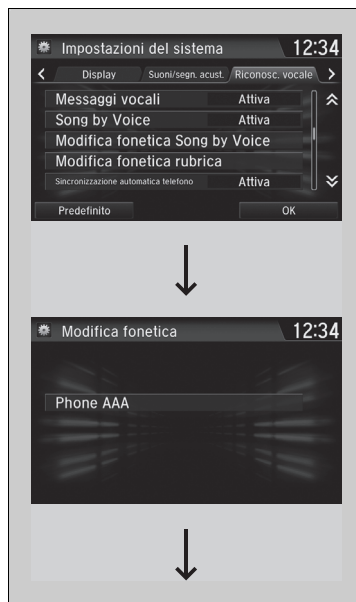 Impostazioni del sistema 12:34
Display Suoni/segn. acust. Riconosc. vocale
Messaggi vocali Attiva
Song by Voice Attiva
Modifica fonetica Song by Voice
Modifica fonetica rubrica
Sincronizzazione automatica telefono Attiva
Predefinito OK
Modifica fonetica 12:34
Phone AAA